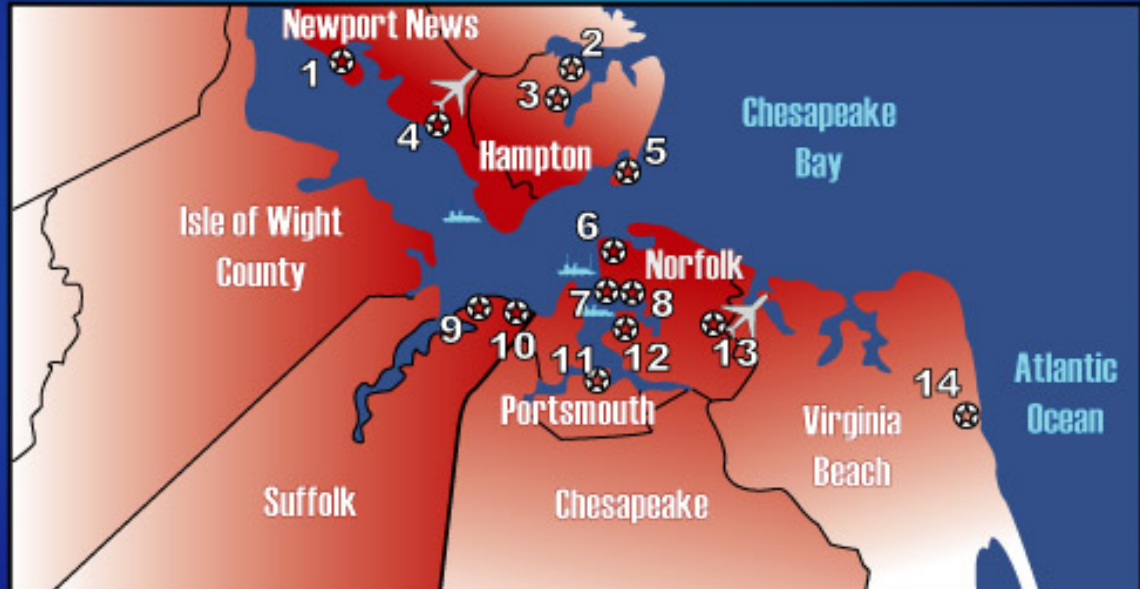 Newport News
1
2
3
4
Hampton
5
Chesapeake
Bay
Isle of Wight
County
6
Norfolk
7
8
9
10
11
12
13
14
Portsmouth
Atlantic
Ocean
Virginia
Beach
Suffolk
Chesapeake